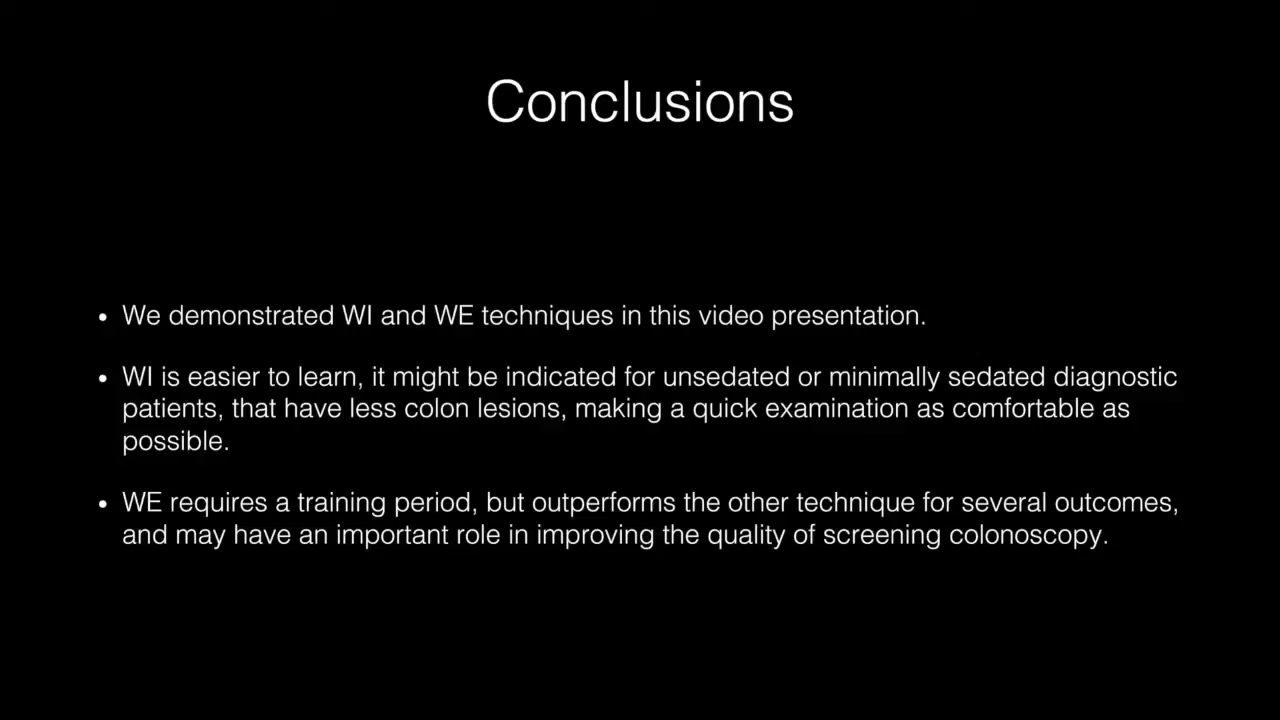 Conclusions
• We demonstrated WI and WE techniques in this video presentation.
• WI is easier to learn, it might be indicated for unsedated or minimally sedated diagnostic
patients, that have less colon lesions, making a quick examination as comfortable as
possible.
• WE requires a training period, but outperforms the other technique for several outcomes,
and may have an important role in improving the quality of screening colonoscopy.